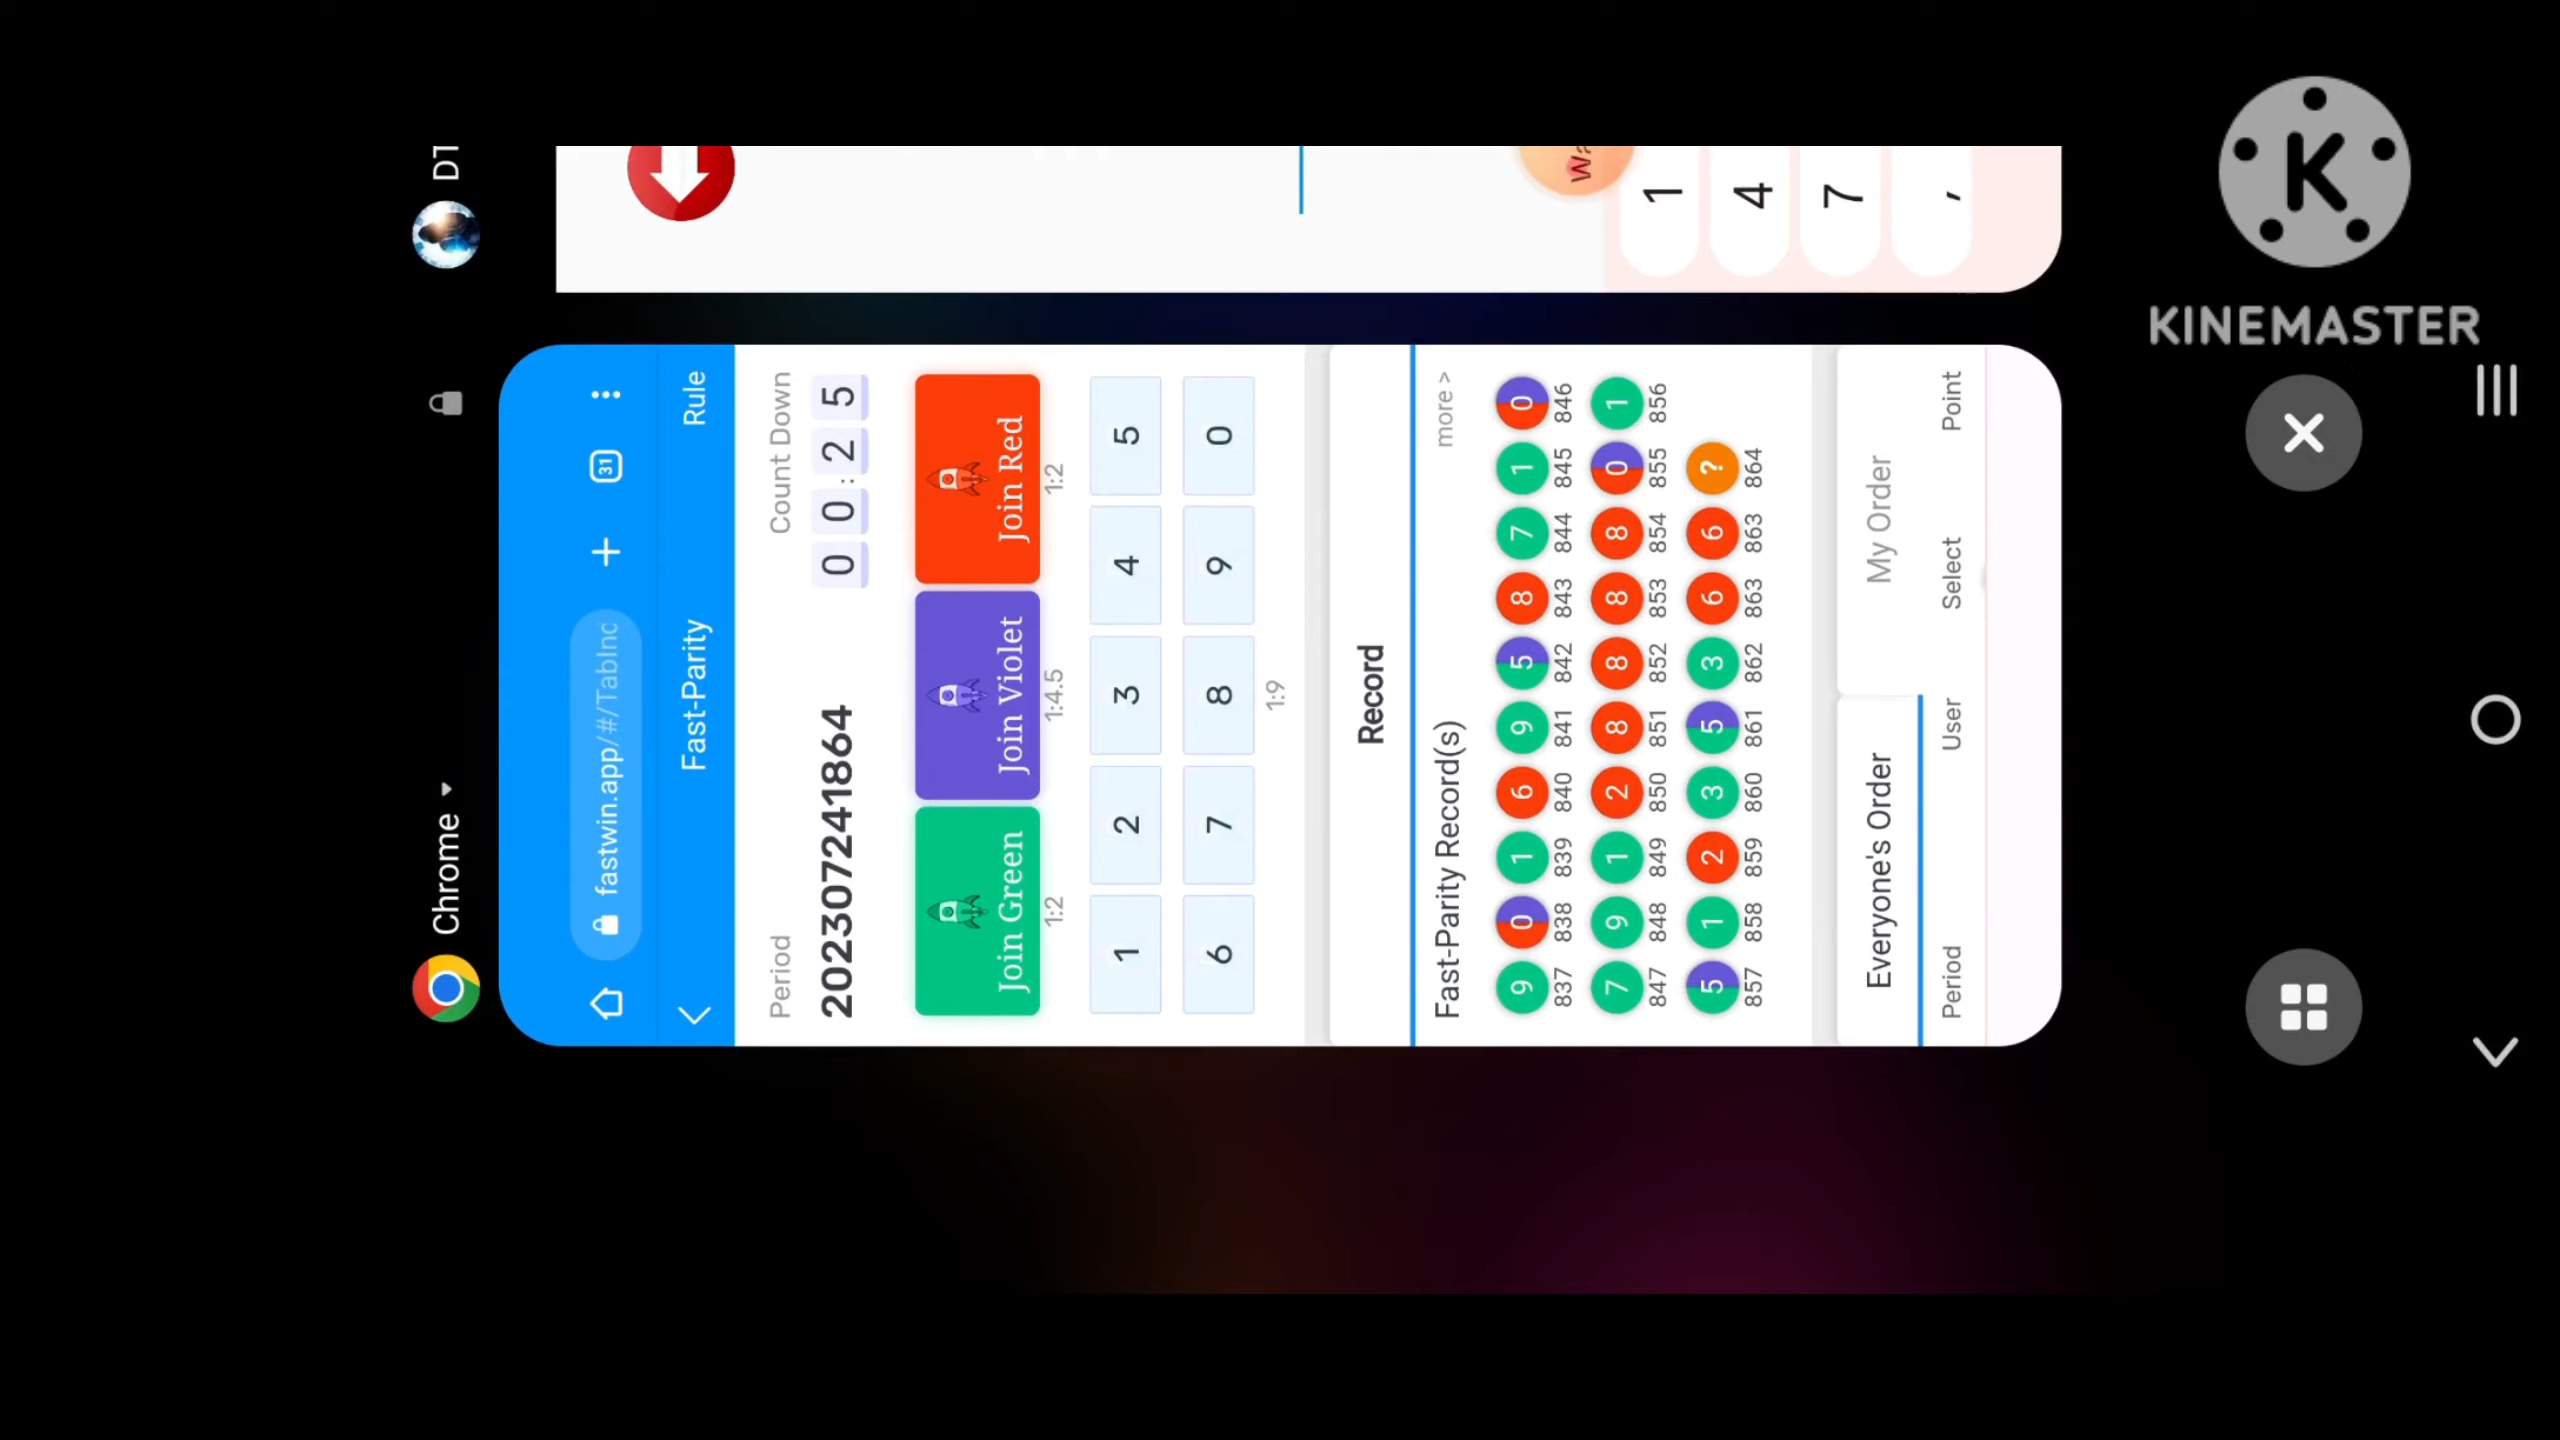 Chrome
DT
31
fastwin.app/#/TabInd
Fast-Parity
Rule
Period
Count Down
20230724186​4
0 0 : 2 5
Join Green
Join Violet
Join Red
1:2
1:4.5
1:2
1 2 3 4 5
6 7 8 9 0
1:9
Record
Fast-Parity Record(s)
more >
9 0 1 6 9 5 8 7 1 0
837 838 839 840 841 842 843 844 845 846
7 9 1 2 8 8 8 8 0 1
847 848 849 850 851 852 853 854 855 856
5 1 2 3 5 3 6 6 ?
857 858 859 860 861 862 863 863 864
Everyone's Order
My Order
Period
User
Select
Point
1
4
7
,
K
KINEMASTER